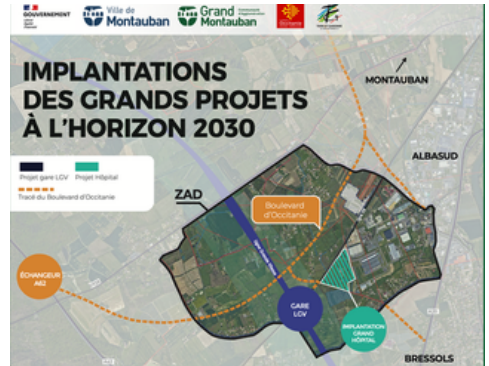 GOUVERNEMENT
Ville de
Montauban
Grand
Montauban
IMPLANTATIONS
DES GRANDS PROJETS
À L'HORIZON 2030
Projet gare LGV
Projet Hôpital
Tracé du Boulevard d'Occitanie
MONTAUBAN
ALBASUD
ZAD
Boulevard
d'Occitanie
ÉCHANGEUR
A62
GARE
LGV
IMPLANTATION
GRAND
HÔPITAL
BRESSOLS